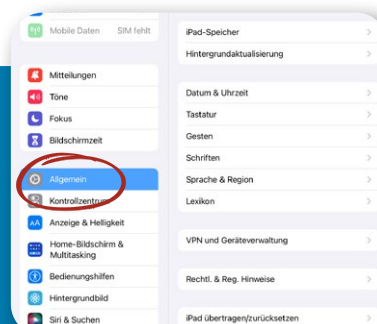 Mobile Daten SIM fehlt
Mitteilungen
Töne
Fokus
Bildschirmzeit
Allgemein
Kontrollzentrum
Anzeige & Helligkeit
AA
Home-Bildschirm &
Multitasking
Bedienungshilfen
Hintergrundbild
Siri & Suchen
iPad-Speicher
Hintergrundaktualisierung
Datum & Uhrzeit
Tastatur
Gesten
Schriften
Sprache & Region
Lexikon
VPN und Geräteverwaltung
Rechtl. & Reg. Hinweise
iPad übertragen/zurücksetzen